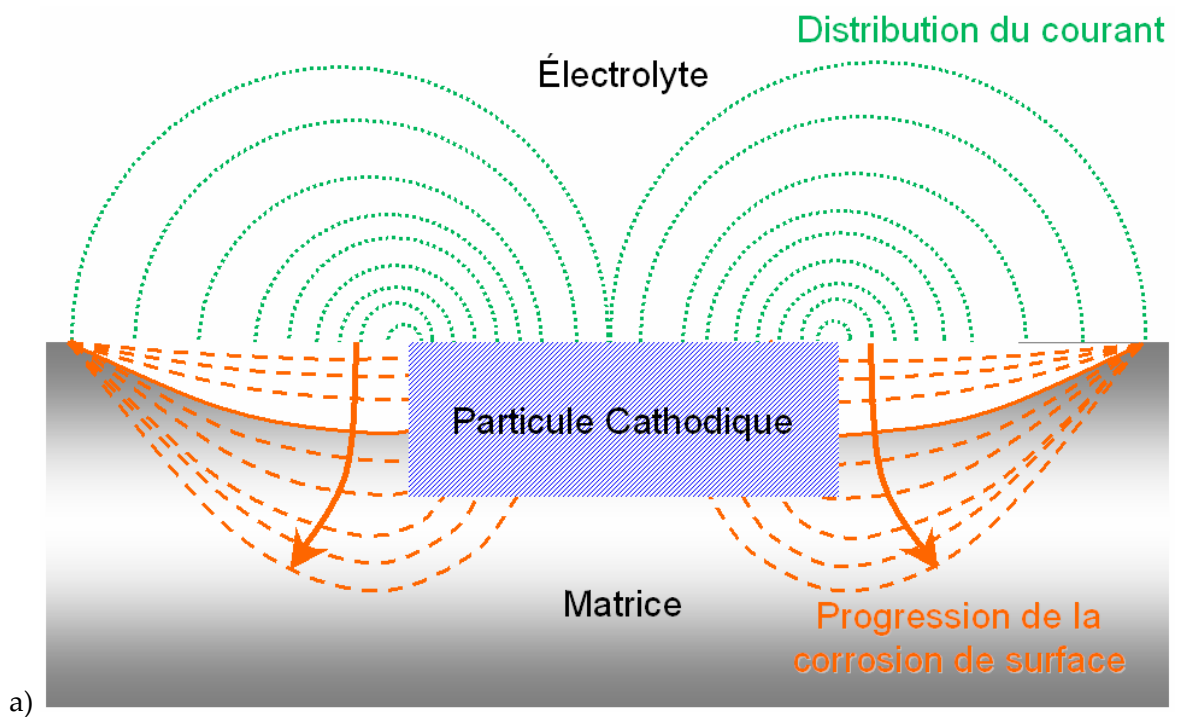 Distribution du courant
Électrolyte
Particule Cathodique
Matrice
Progression de la
corrosion de surface
a)